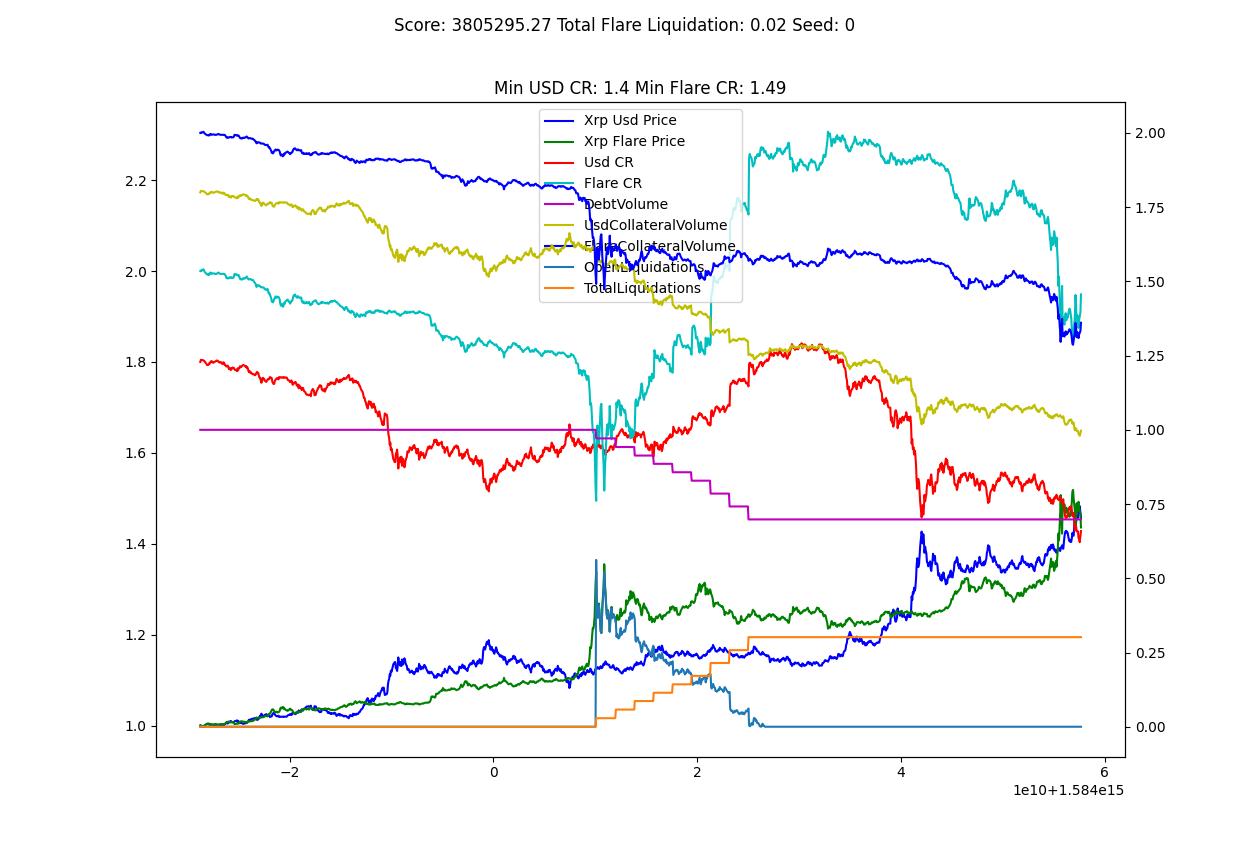 Score: 3805295.27 Total Flare Liquidation: 0.02 Seed: 0
Min USD CR: 1.4 Min Flare CR: 1.49
Xrp Usd Price
Xrp Flare Price
Usd CR
Flare CR
DebtVolume
UsdCollateralVolume
FlareCollateralVolume
OpenLiquidations
TotalLiquidations
2.2
2.0
1.8
1.6
1.4
1.2
1.0
2.00
1.75
1.50
1.25
1.00
0.75
0.50
0.25
0.00
−2
0
2
4
6
1e10+1.584e15